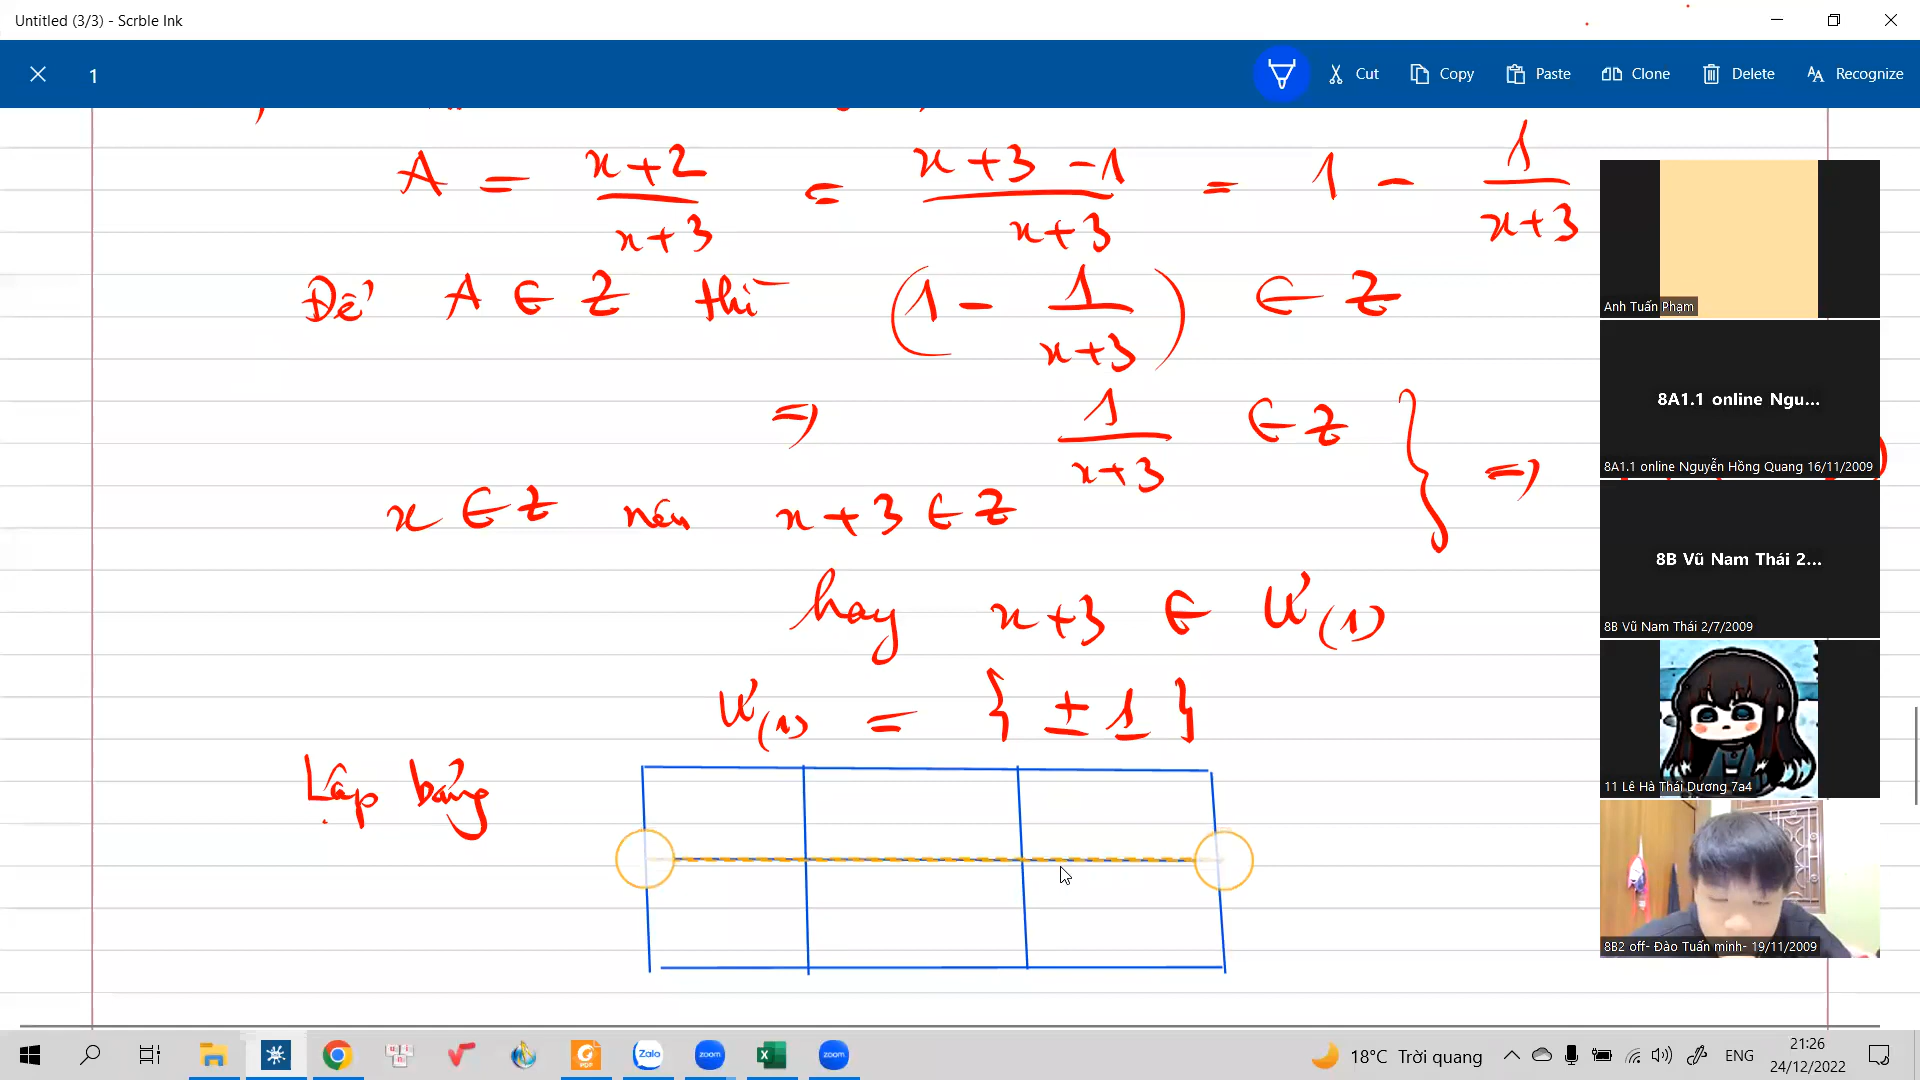 Untitled (3/3) - Scrble Ink
1 Cut Copy Paste Clone Delete Recognize
A = x+2 / x+3 = x+3 -1 / x+3 = 1 - 1 / x+3
Để A ∈ Z thì (1 - 1 / x+3) ∈ Z
⇒ 1 / x+3 ∈ Z } ⇒
x ∈ Z nên x+3 ∈ Z
hay x+3 ∈ Ư(1)
Ư(1) = { ±1 }
Lập bảng
Anh Tuấn Phạm
8A1.1 online Ngu...
8A1.1 online Nguyễn Hồng Quang 16/11/2009
8B Vũ Nam Thái 2...
8B Vũ Nam Thái 2/7/2009
11 Lê Hà Thái Dương 7a4
8B2 off- Đào Tuấn minh- 19/11/2009
Zalo zoom zoom
18°C Trời quang ENG
21:26
24/12/2022